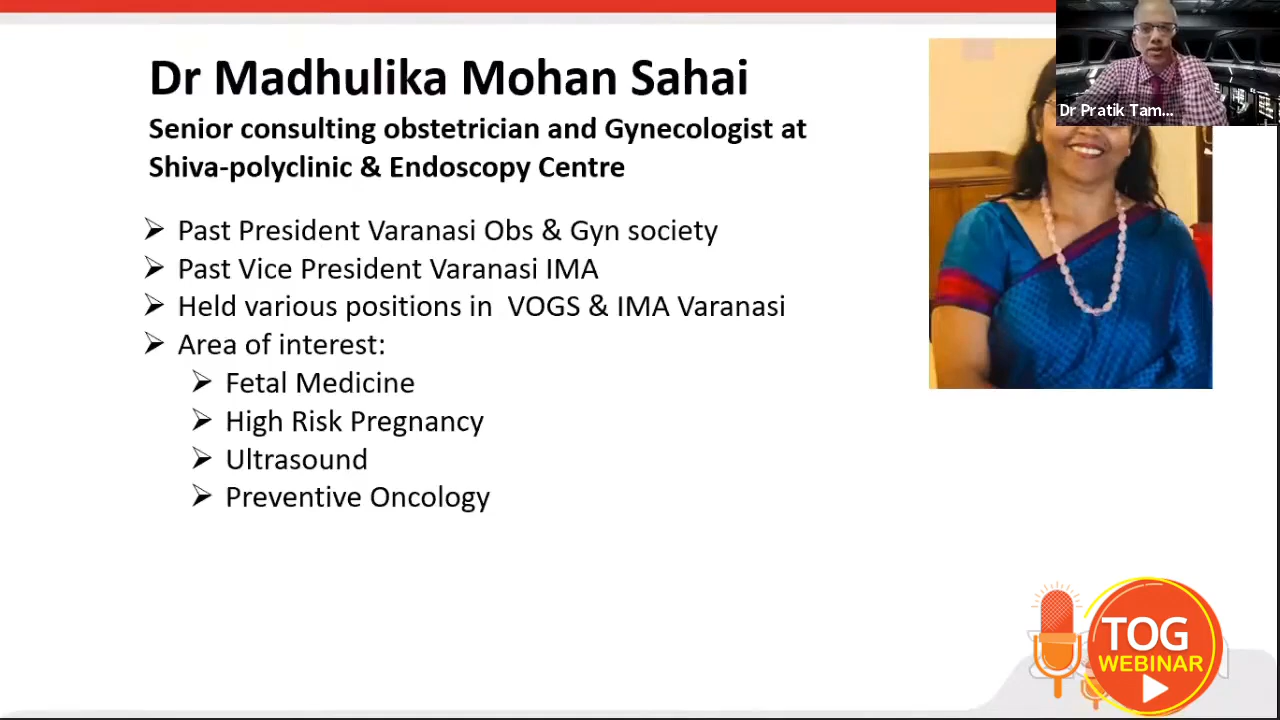 Dr Madhulika Mohan Sahai
Senior consulting obstetrician and Gynecologist at
Shiva-polyclinic & Endoscopy Centre
Past President Varanasi Obs & Gyn society
Past Vice President Varanasi IMA
Held various positions in VOGS & IMA Varanasi
Area of interest:
Fetal Medicine
High Risk Pregnancy
Ultrasound
Preventive Oncology
Dr Pratik Tam...
TOG
WEBINAR